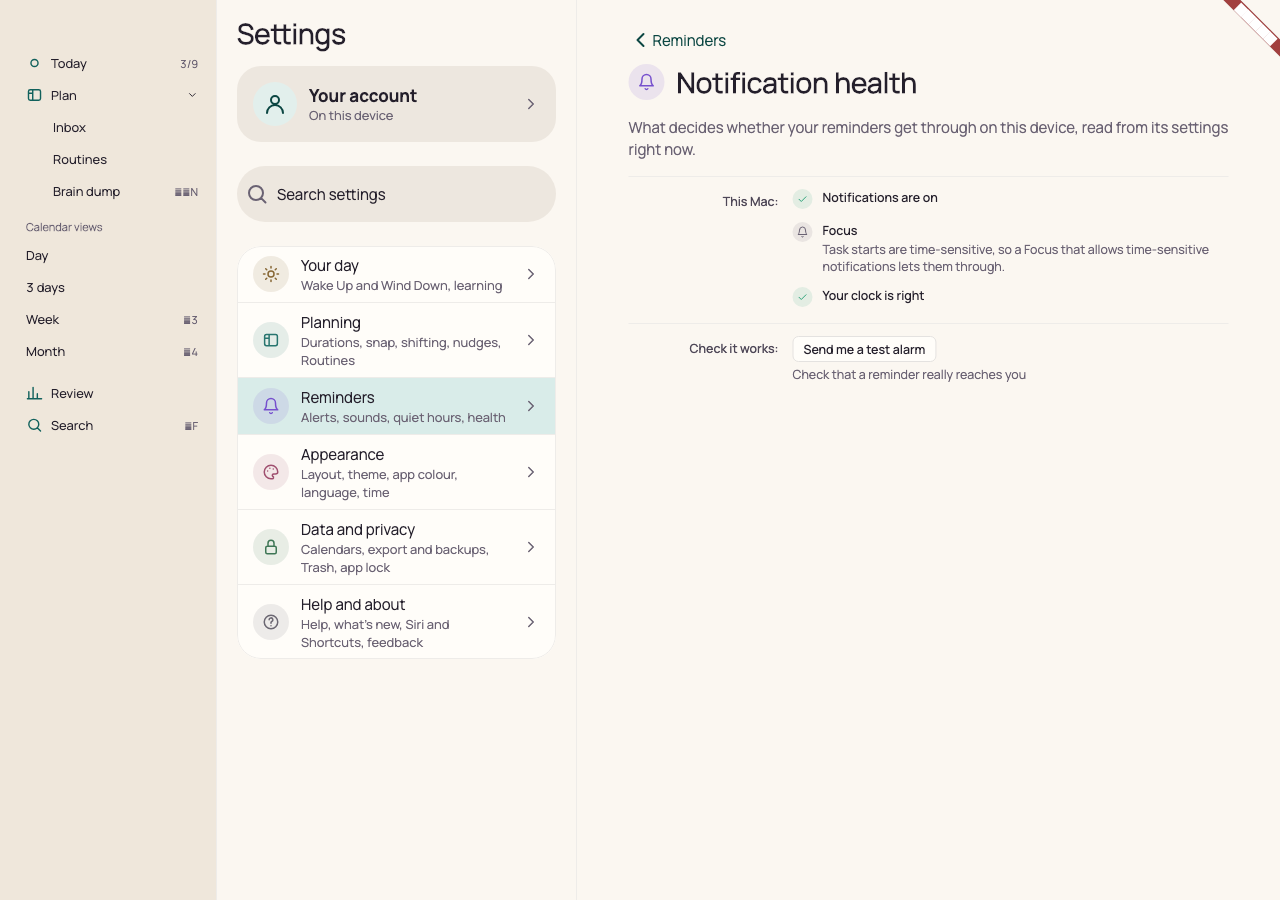 Today 3/9
Plan
Inbox
Routines
Brain dump N
Calendar views
Day
3 days
Week 3
Month 4
Review
Search F
Settings
Your account
On this device
Search settings
Your day
Wake Up and Wind Down, learning
Planning
Durations, snap, shifting, nudges,
Routines
Reminders
Alerts, sounds, quiet hours, health
Appearance
Layout, theme, app colour,
language, time
Data and privacy
Calendars, export and backups,
Trash, app lock
Help and about
Help, what's new, Siri and
Shortcuts, feedback
Reminders
Notification health
What decides whether your reminders get through on this device, read from its settings
right now.
This Mac:
Notifications are on
Focus
Task starts are time-sensitive, so a Focus that allows time-sensitive
notifications lets them through.
Your clock is right
Check it works:
Send me a test alarm
Check that a reminder really reaches you